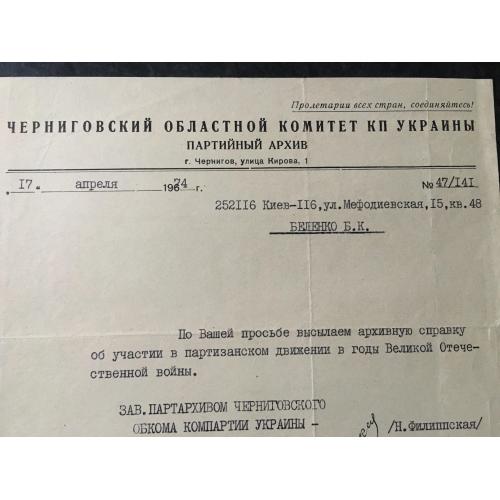 Пролетарии всех стран, соединяйтесь!
ЧЕРНИГОВСКИЙ ОБЛАСТНОЙ КОМИТЕТ КП УКРАИНЫ
ПАРТИЙНЫЙ АРХИВ
г. Чернигов, улица Кирова, 1
„ 17 “ апреля 19674 г. № 47/141
252116 Киев-116,ул.Мефодиевская,15,кв.48
БЕЛЕНКО Б.К.
По Вашей просьбе высылаем архивную справку
об участии в партизанском движении в годы Великой Отече-
ственной войны.
ЗАВ.ПАРТАРХИВОМ ЧЕРНИГОВСКОГО
ОБКОМА КОМПАРТИИ УКРАИНЫ - /Н.Филиппская/